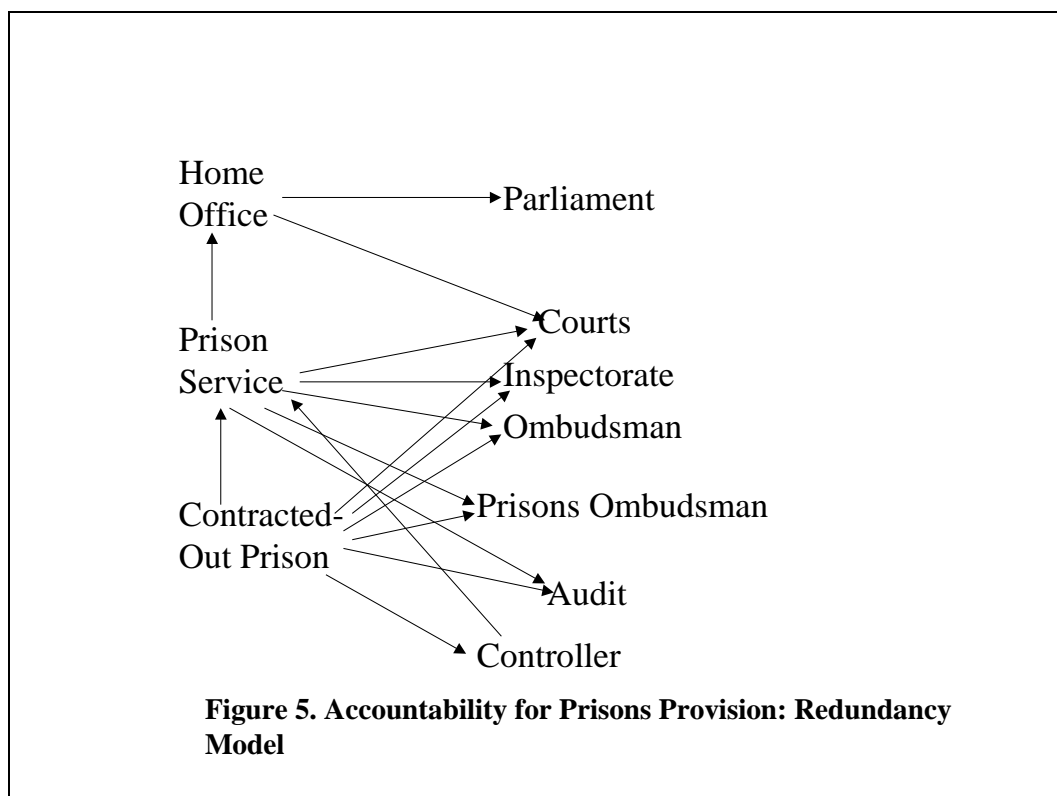 Home
Office
Parliament
Courts
Prison
Service
Inspectorate
Ombudsman
Contracted-
Out Prison
Prisons Ombudsman
Audit
Controller
Figure 5. Accountability for Prisons Provision: Redundancy
Model